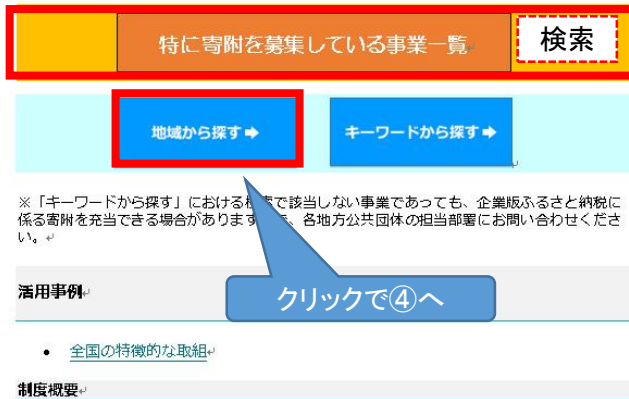 特に寄附を募集している事業一覧
検索
地域から探す➡
キーワードから探す➡
※「キーワードから探す」における で該当しない事業であっても、企業版ふるさと納税に
係る寄附を充当できる場合があります 、各地方公共団体の担当部署にお問い合わせくださ
い。
クリックで④へ
活用事例
• 全国の特徴的な取組
制度概要